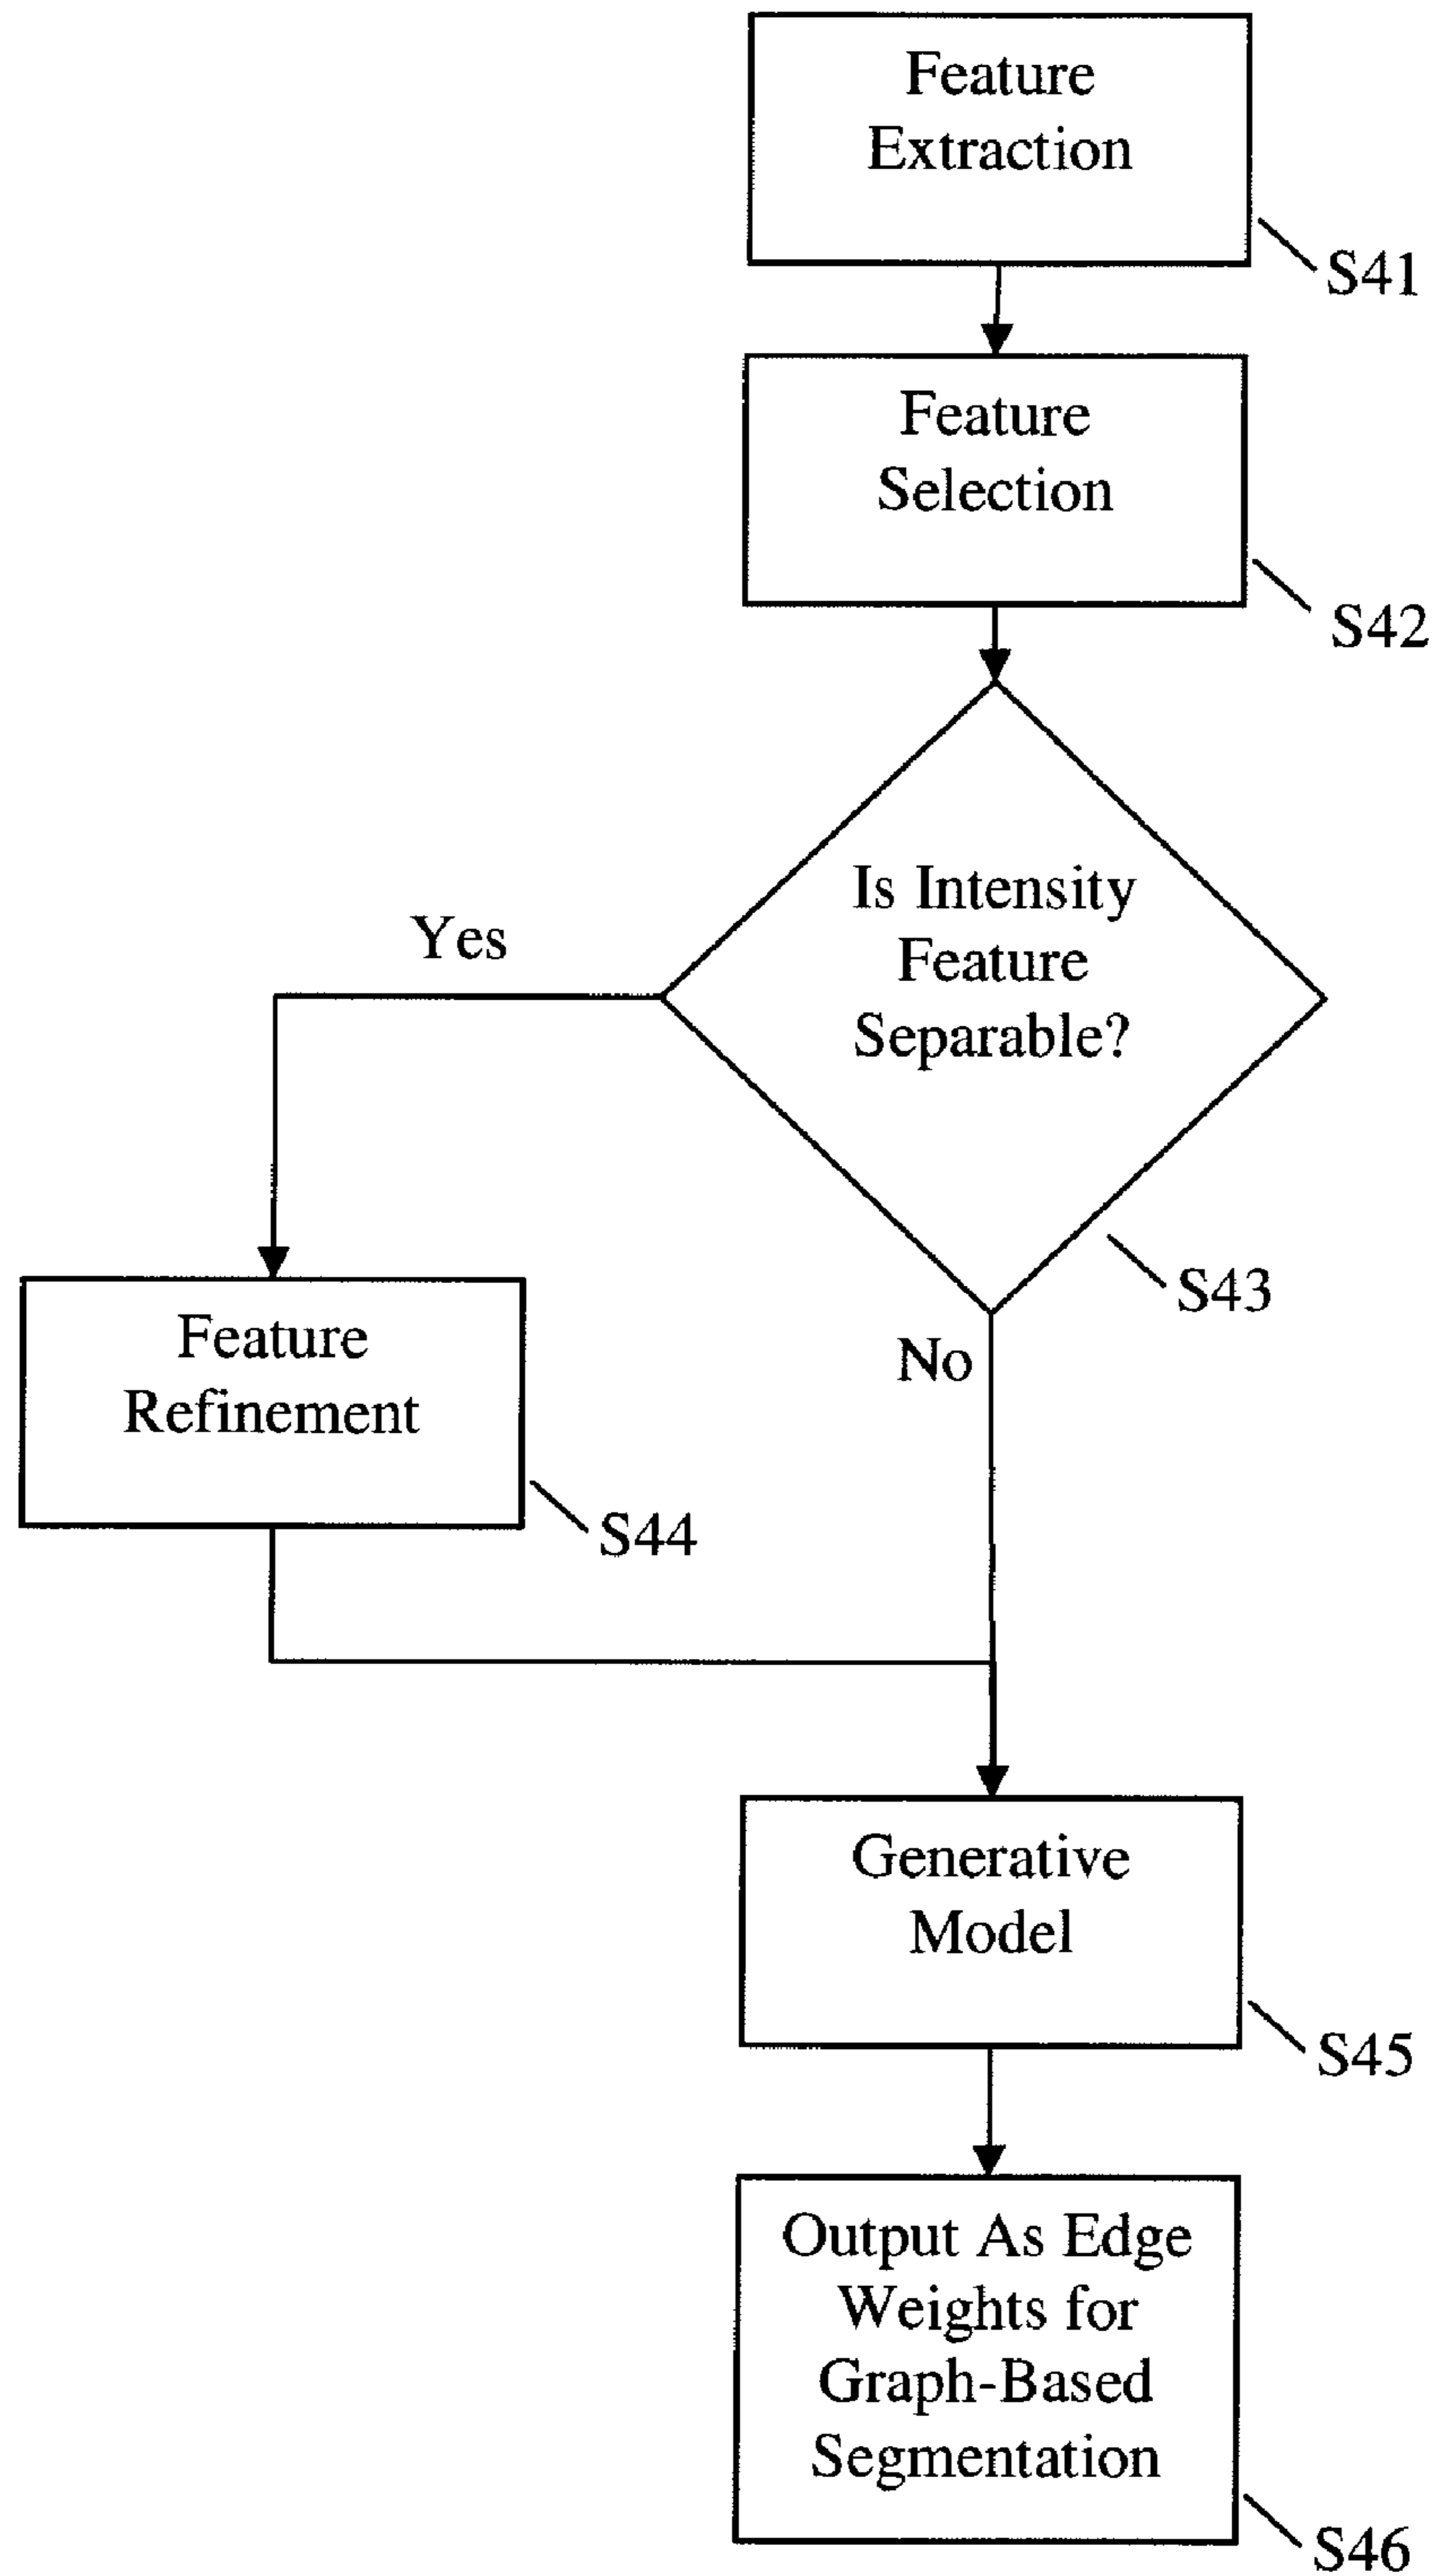 Feature
Extraction
S41
Feature
Selection
S42
Is Intensity
Feature
Separable?
Yes
S43
No
Feature
Refinement
S44
Generative
Model
S45
Output As Edge
Weights for
Graph-Based
Segmentation
S46